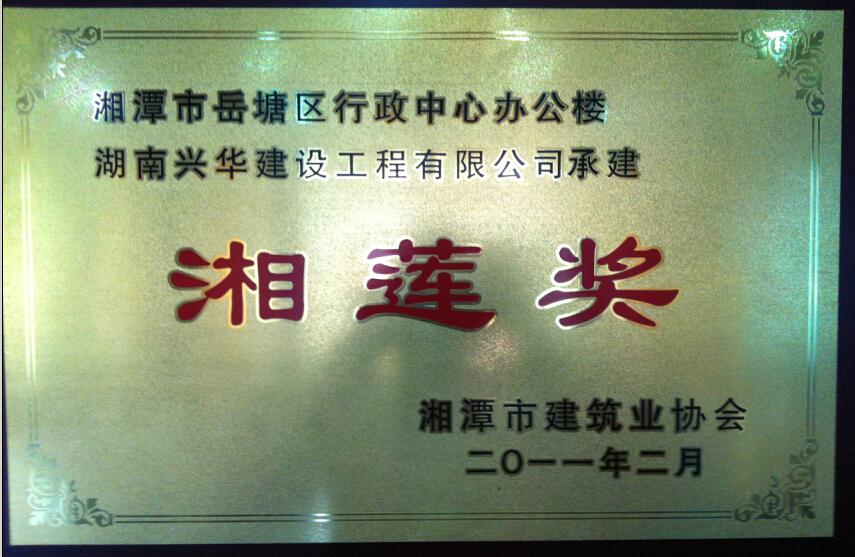 湘潭市岳塘区行政中心办公楼
湖南兴华建设工程有限公司承建
湘莲奖
湘潭市建筑业协会
二〇一一年二月